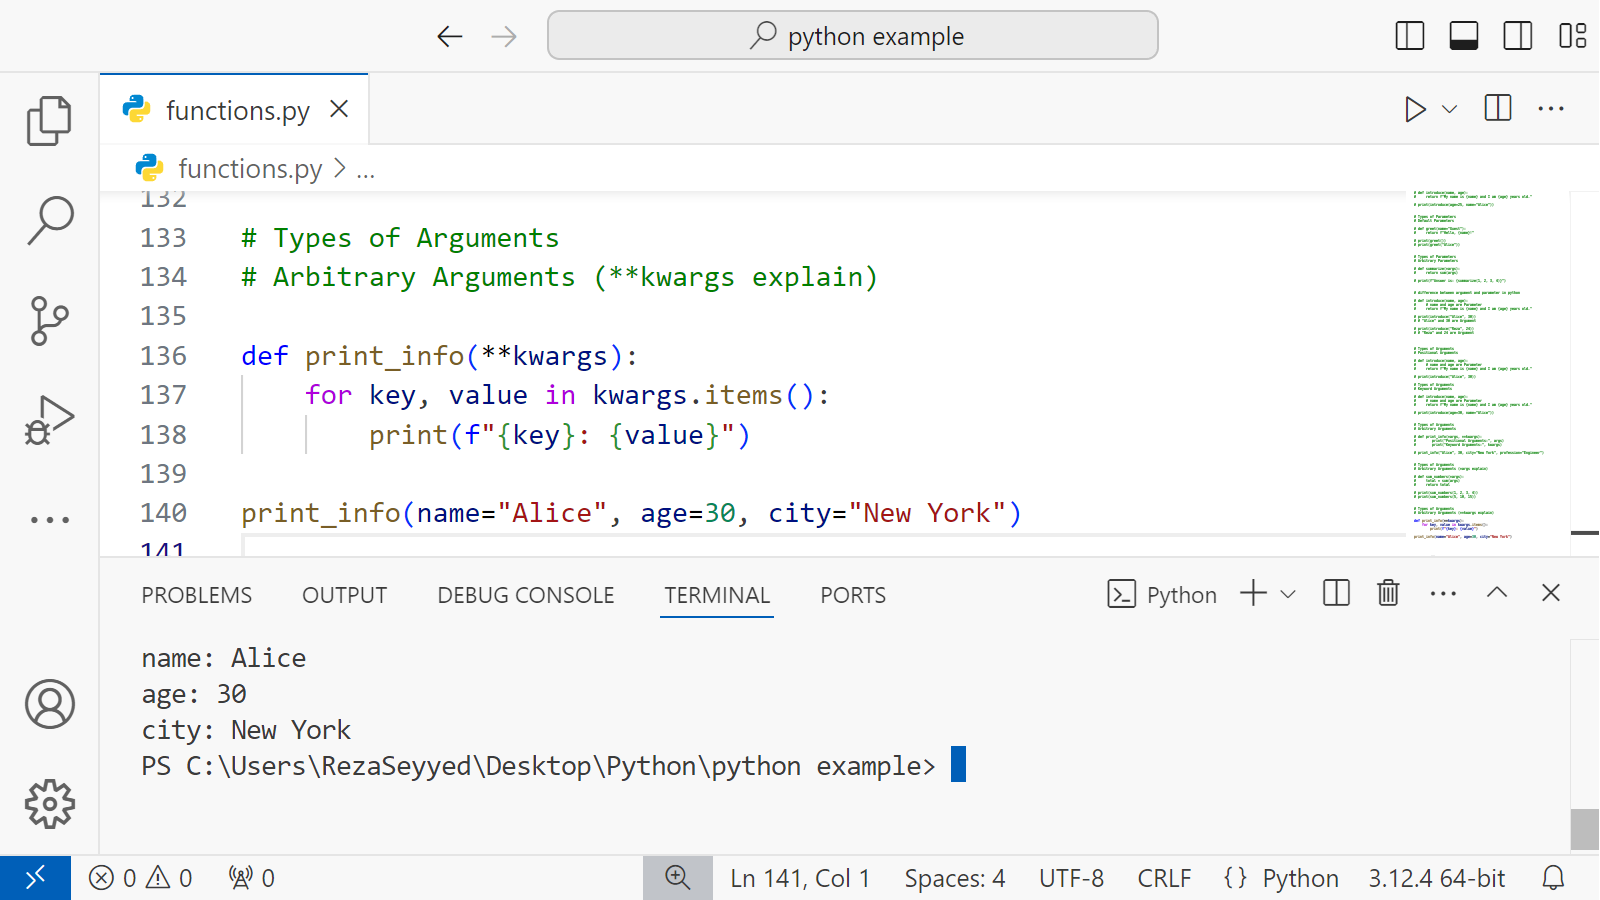 python example
functions.py
functions.py > ...
132
133 # Types of Arguments
134 # Arbitrary Arguments (**kwargs explain)
135
136 def print_info(**kwargs):
137     for key, value in kwargs.items():
138         print(f"{key}: {value}")
139
140 print_info(name="Alice", age=30, city="New York")
141
PROBLEMS OUTPUT DEBUG CONSOLE TERMINAL PORTS Python
name: Alice
age: 30
city: New York
PS C:\Users\RezaSeyyed\Desktop\Python\python example>
0 0 0 Ln 141, Col 1 Spaces: 4 UTF-8 CRLF {} Python 3.12.4 64-bit